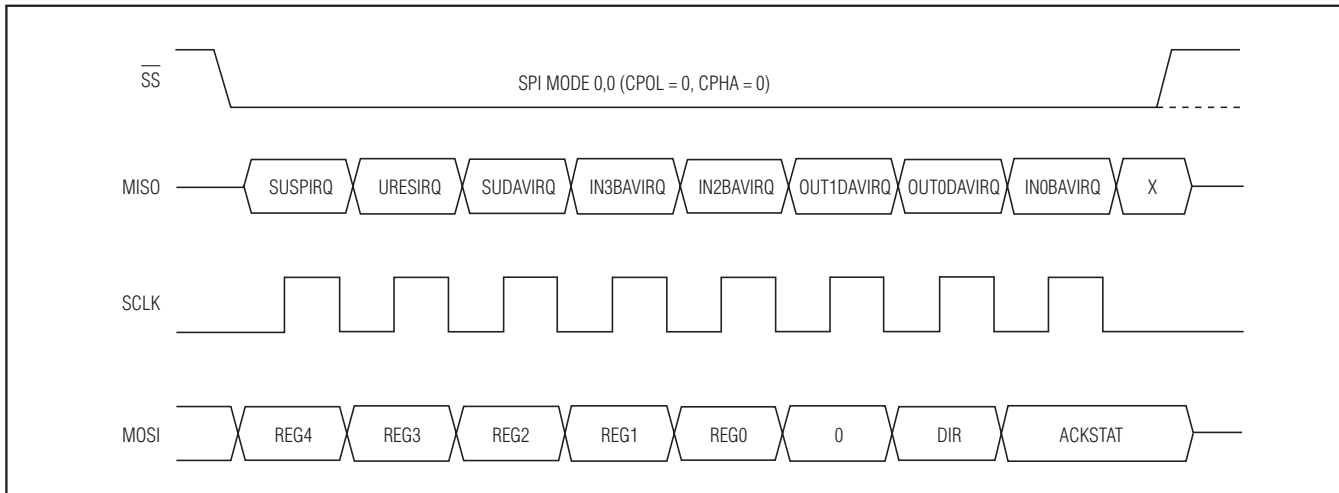 SS
SPI MODE 0,0 (CPOL = 0, CPHA = 0)
MISO
SUSPIRQ URESIRQ SUDAVIRQ IN3BAVIRQ IN2BAVIRQ OUT1DAVIRQ OUT0DAVIRQ IN0BAVIRQ X
SCLK
MOSI
REG4 REG3 REG2 REG1 REG0 0 DIR ACKSTAT